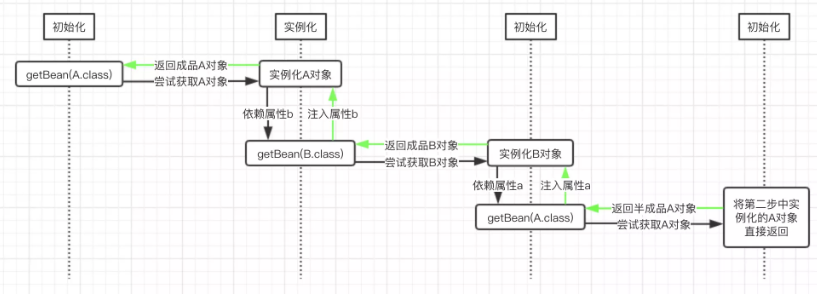 初始化
实例化
初始化
初始化
返回成品A对象
getBean(A.class)
尝试获取A对象
实例化A对象
依赖属性b
注入属性b
返回成品B对象
getBean(B.class)
尝试获取B对象
实例化B对象
依赖属性a
注入属性a
返回半成品A对象
getBean(A.class)
尝试获取A对象
将第二步中实
例化的A对象
直接返回